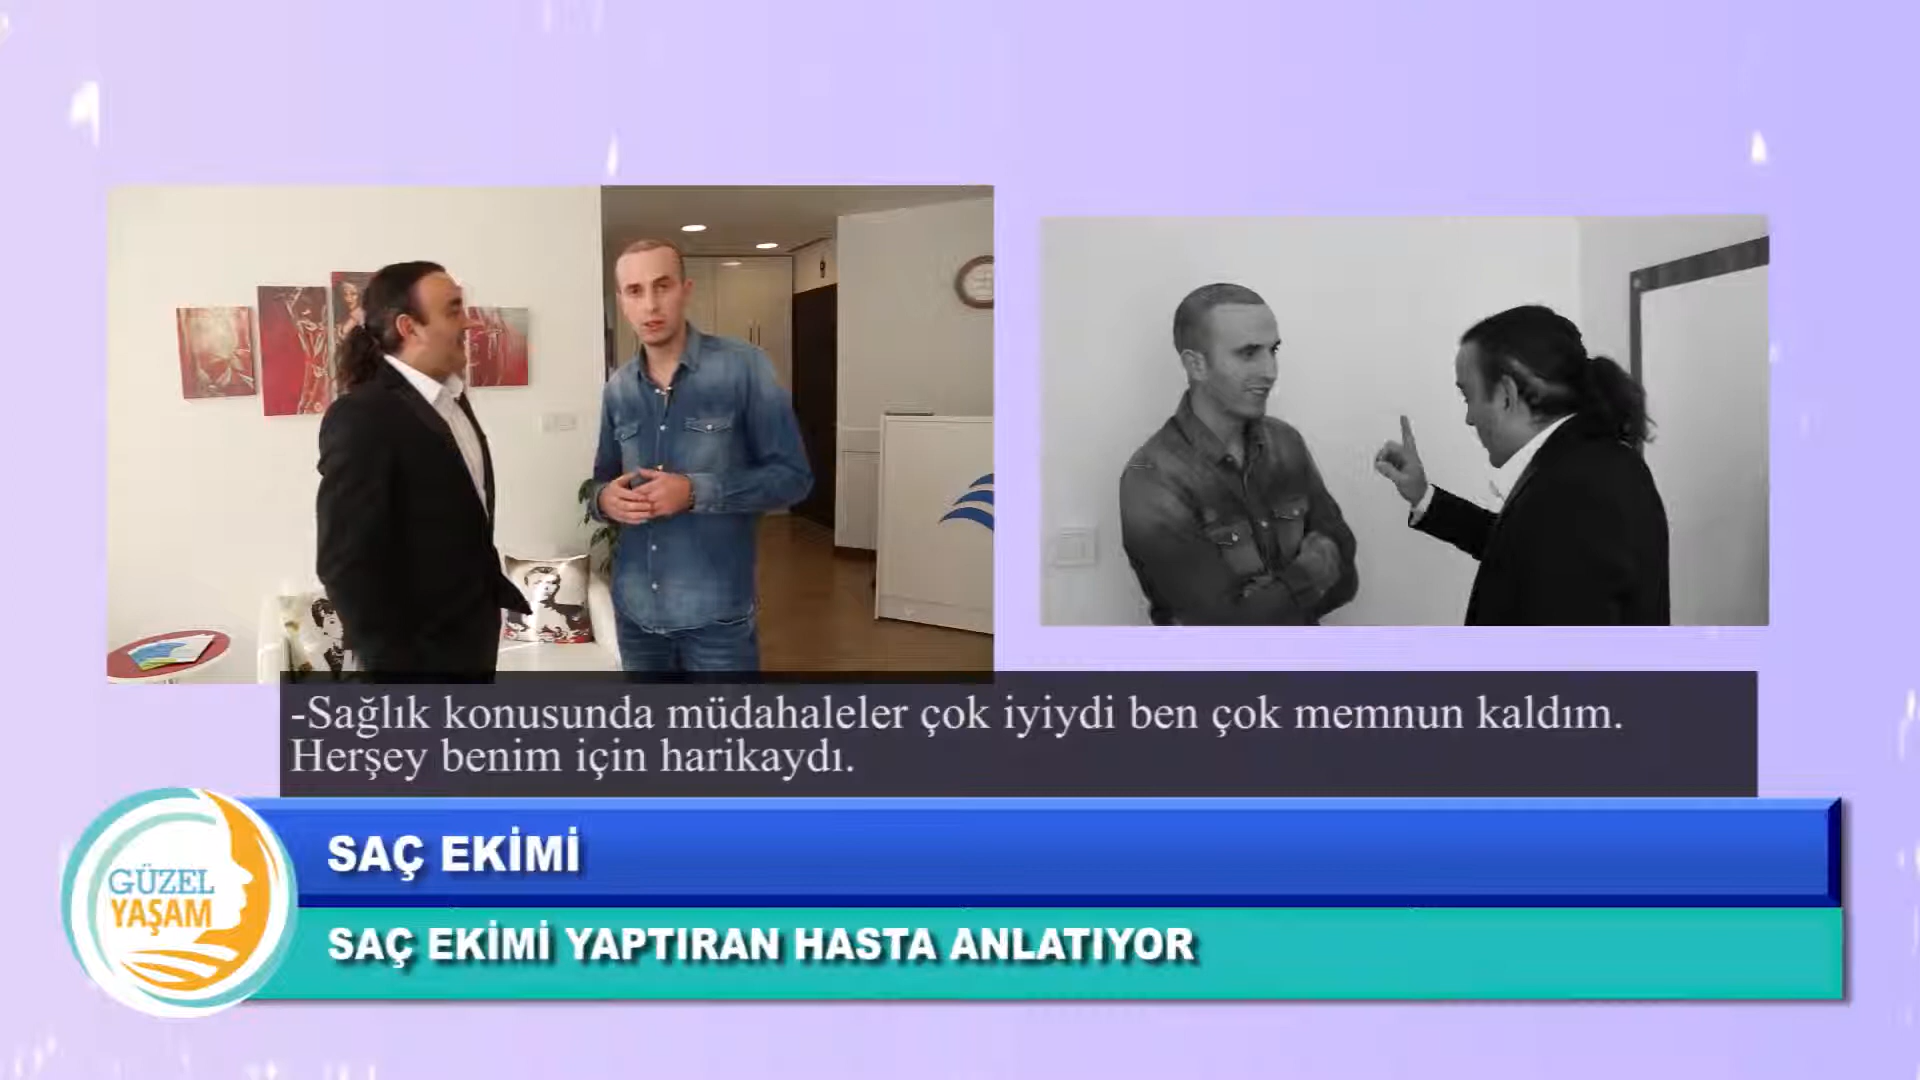 -Sağlık konusunda müdahaleler çok iyiydi ben çok memnun kaldım.
Herşey benim için harikaydı.
SAÇ EKİMİ
GÜZEL
YAŞAM
SAÇ EKİMİ YAPTIRAN HASTA ANLATIYOR